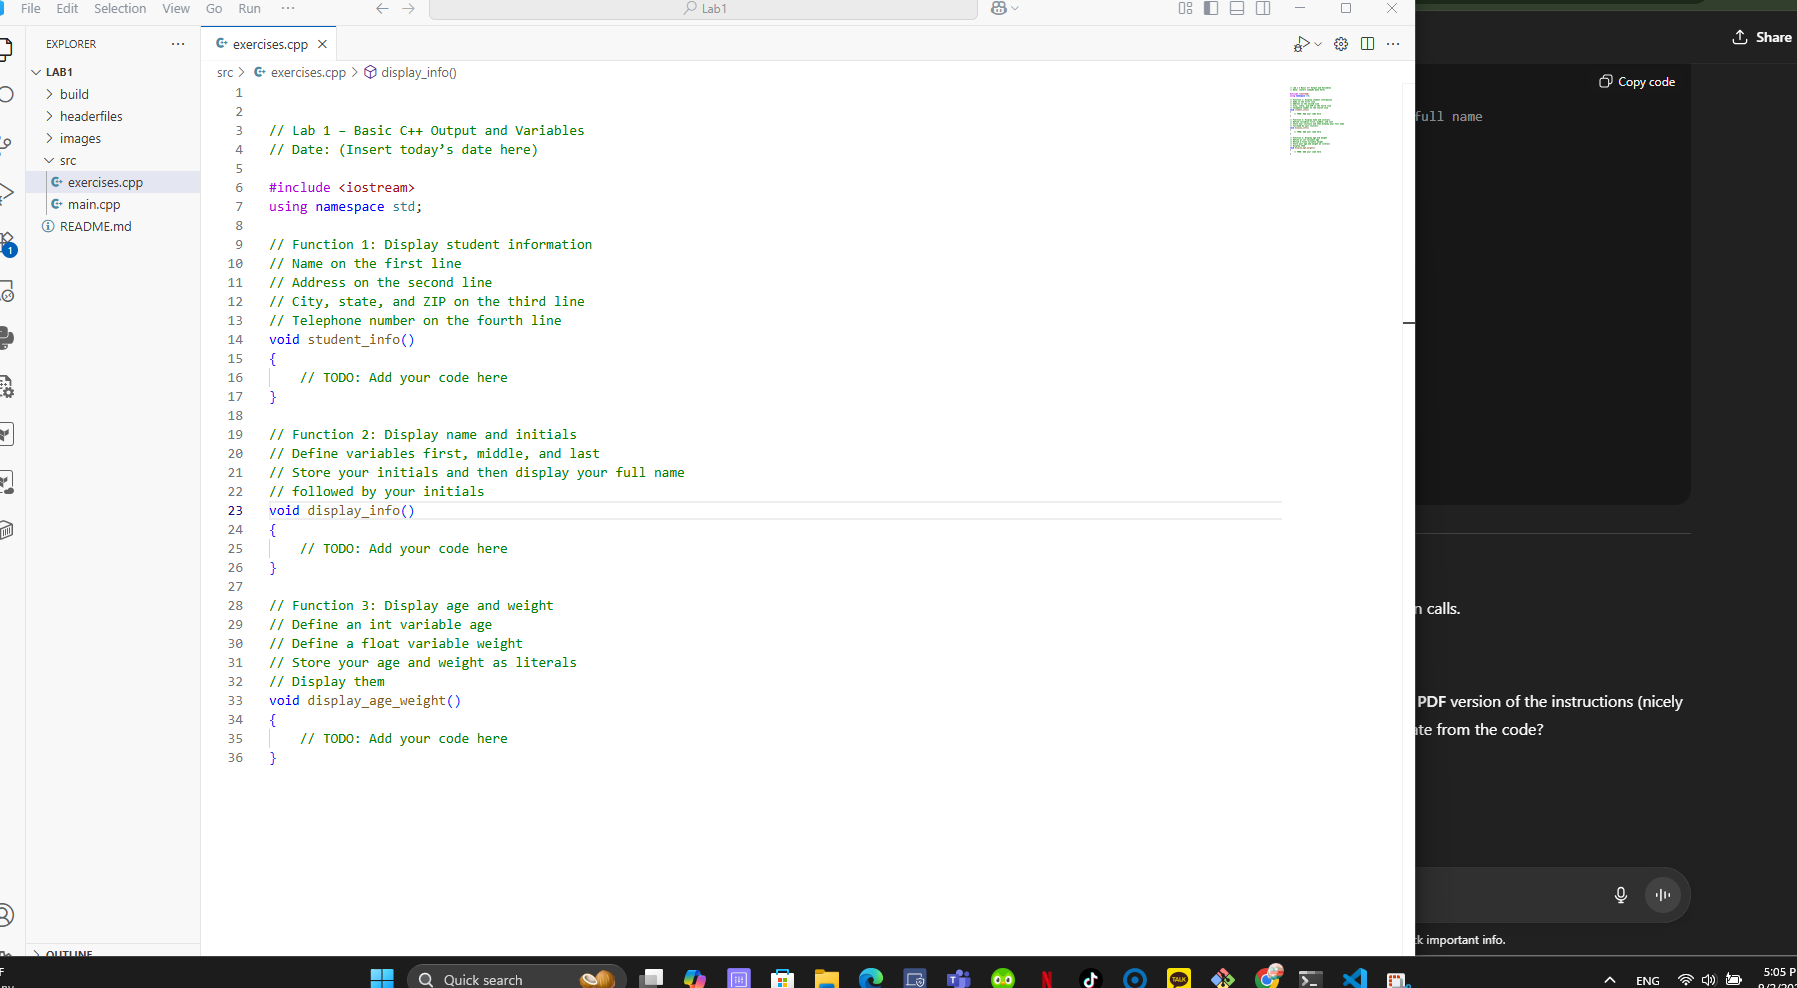 File Edit Selection View Go Run ···
Lab1
EXPLORER ···
exercises.cpp
LAB1
build
headerfiles
images
src
exercises.cpp
main.cpp
README.md
1
OUTLINE
src > exercises.cpp > display_info()
1
2
3 // Lab 1 – Basic C++ Output and Variables
4 // Date: (Insert today’s date here)
5
6 #include <iostream>
7 using namespace std;
8
9 // Function 1: Display student information
10 // Name on the first line
11 // Address on the second line
12 // City, state, and ZIP on the third line
13 // Telephone number on the fourth line
14 void student_info()
15 {
16 // TODO: Add your code here
17 }
18
19 // Function 2: Display name and initials
20 // Define variables first, middle, and last
21 // Store your initials and then display your full name
22 // followed by your initials
23 void display_info()
24 {
25 // TODO: Add your code here
26 }
27
28 // Function 3: Display age and weight
29 // Define an int variable age
30 // Define a float variable weight
31 // Store your age and weight as literals
32 // Display them
33 void display_age_weight()
34 {
35 // TODO: Add your code here
36 }
Share
Copy code
full name
n calls.
PDF version of the instructions (nicely
te from the code?
k important info.
Quick search
TALK
ENG
5:05 P